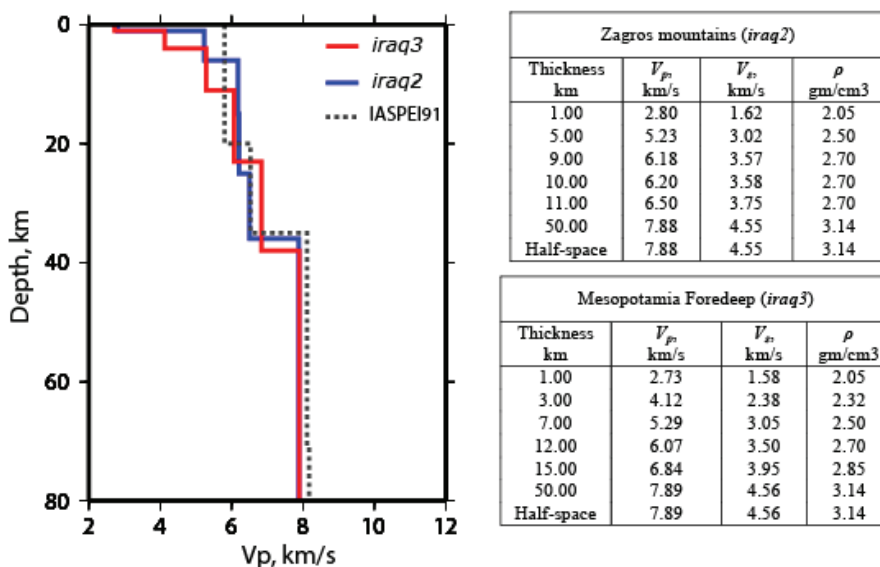 0
20
40
60
80
Depth, km
2 4 6 8 10 12
Vp, km/s
iraq3
iraq2
IASPEI91
Zagros mountains (iraq2)
Thickness km Vp, km/s Vs, km/s ρ gm/cm3
1.00 2.80 1.62 2.05
5.00 5.23 3.02 2.50
9.00 6.18 3.57 2.70
10.00 6.20 3.58 2.70
11.00 6.50 3.75 2.70
50.00 7.88 4.55 3.14
Half-space 7.88 4.55 3.14
Mesopotamia Foredeep (iraq3)
Thickness km Vp, km/s Vs, km/s ρ gm/cm3
1.00 2.73 1.58 2.05
3.00 4.12 2.38 2.32
7.00 5.29 3.05 2.50
12.00 6.07 3.50 2.70
15.00 6.84 3.95 2.85
50.00 7.89 4.56 3.14
Half-space 7.89 4.56 3.14